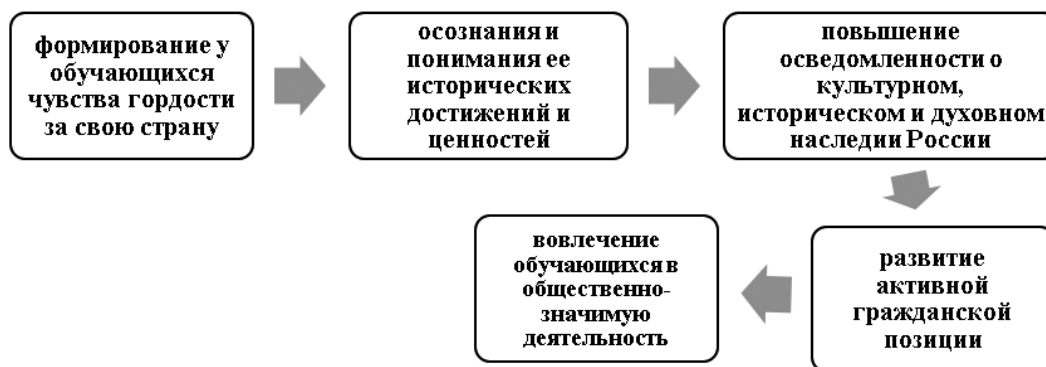 формирование у
обучающихся
чувства гордости
за свою страну
осознания и
понимания ее
исторических
достижений и
ценностей
повышение
осведомленности о
культурном,
историческом и духовном
наследии России
развитие
активной
гражданской
позиции
вовлечение
обучающихся в
общественно-
значимую
деятельность